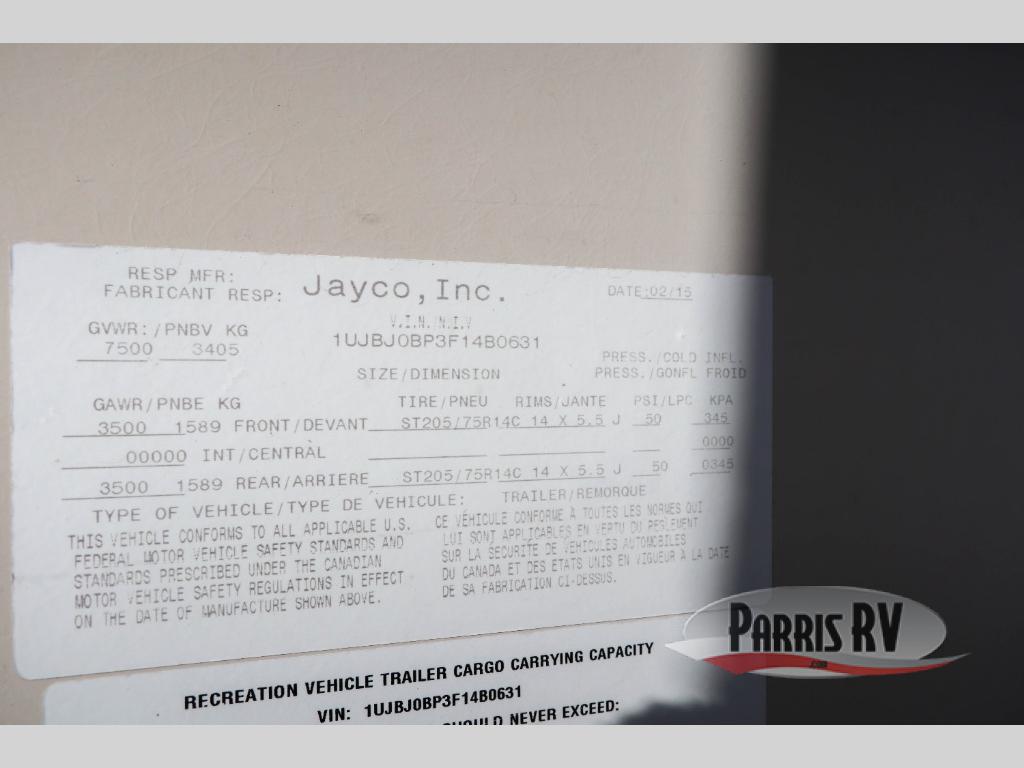 RESP MFR:
FABRICANT RESP: Jayco, Inc. DATE:02/15
GVWR:/PNBV KG V.I.N./N.I.V
7500 3405 1UJBJ0BP3F14B0631
SIZE/DIMENSION PRESS./COLD INFL.
PRESS./GONFL FROID
GAWR/PNBE KG TIRE/PNEU RIMS/JANTE PSI/LPC KPA
3500 1589 FRONT/DEVANT ST205/75R14C 14 X 5.5 J 50 345
00000 INT/CENTRAL 0000
3500 1589 REAR/ARRIERE ST205/75R14C 14 X 5.5 J 50 0345
TYPE OF VEHICLE/TYPE DE VEHICULE: TRAILER/REMORQUE
THIS VEHICLE CONFORMS TO ALL APPLICABLE U.S.
FEDERAL MOTOR VEHICLE SAFETY STANDARDS AND
STANDARDS PRESCRIBED UNDER THE CANADIAN
MOTOR VEHICLE SAFETY REGULATIONS IN EFFECT
ON THE DATE OF MANUFACTURE SHOWN ABOVE.
CE VÉHICULE CONFORME À TOUTES LES NORMES QUI
LUI SONT APPLICABLES EN VERTU DU REGLEMENT
SUR LA SECURITE DE VÉHICULES AUTOMOBILES
DU CANADA ET DES ETATS UNIS EN VIGUEUR À LA DATE
DE SA FABRICATION CI-DESSUS.
RECREATION VEHICLE TRAILER CARGO CARRYING CAPACITY
VIN: 1UJBJ0BP3F14B0631
SHOULD NEVER EXCEED:
PARRIS RV
.com